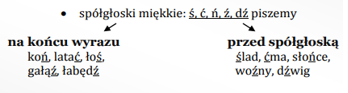 • spółgłoski miękkie: ś, ć, ń, ź, dź piszemy
na końcu wyrazu
przed spółgłoską
koń, latać, łoś,
gałąź, łabędź
ślad, ćma, słońce,
woźny, dźwig